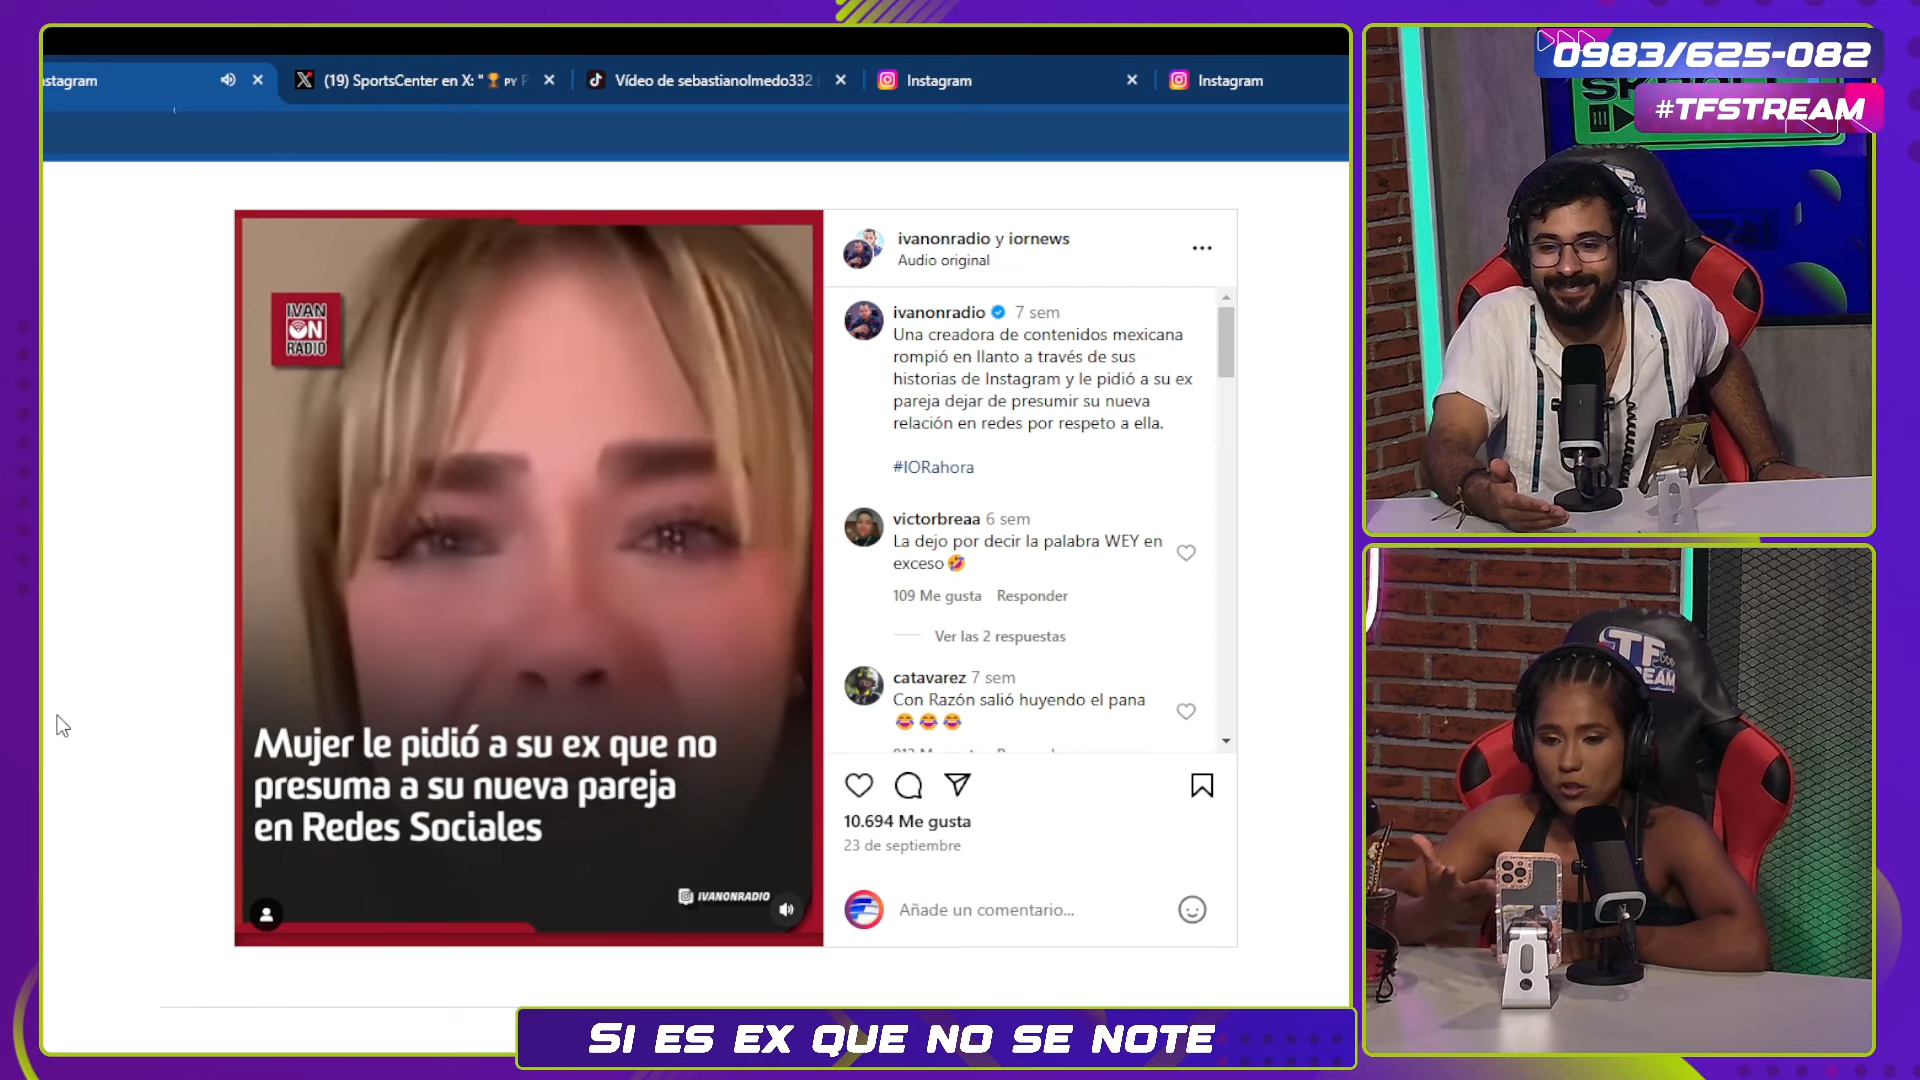 nstagram
(19) SportsCenter en X: "🏆 PY P
Vídeo de sebastianolmedo332
Instagram
Instagram
0983/625-082
#TFSTREAM
IVAN
ON
RADIO
Mujer le pidió a su ex que no
presuma a su nueva pareja
en Redes Sociales
IVANONRADIO
ivanonradio y iornews
Audio original
ivanonradio 7 sem
Una creadora de contenidos mexicana
rompió en llanto a través de sus
historias de Instagram y le pidió a su ex
pareja dejar de presumir su nueva
relación en redes por respeto a ella.
#IORahora
victorbreaa 6 sem
La dejo por decir la palabra WEY en
exceso 🤣
109 Me gusta Responder
Ver las 2 respuestas
catavarez 7 sem
Con Razón salió huyendo el pana
😂 😂 😂
10.694 Me gusta
23 de septiembre
Añade un comentario...
TF
SI ES EX QUE NO SE NOTE